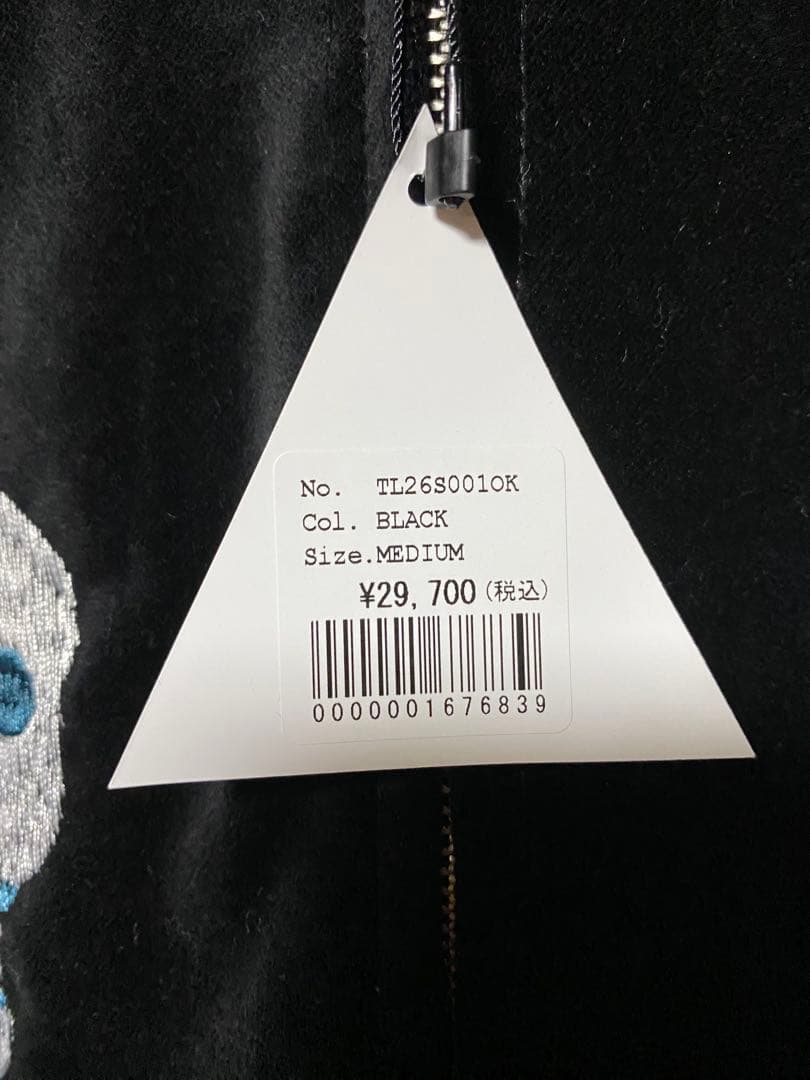 No. TL26S001OK
Col. BLACK
Size.MEDIUM
¥29,700(税込)
0000001676839